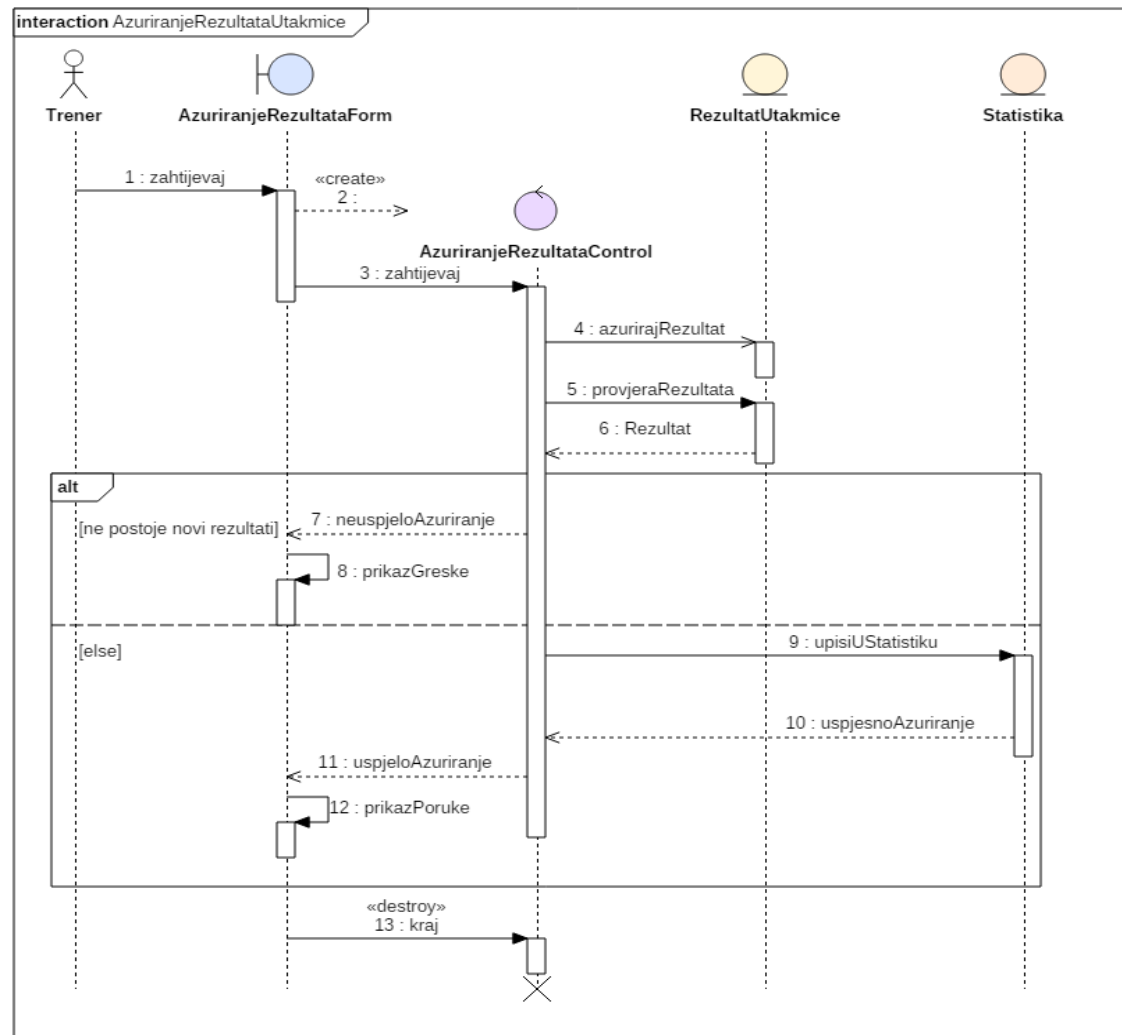 interaction AzuriranjeRezultataUtakmice
Trener
AzuriranjeRezultataForm
RezultatUtakmice
Statistika
1 : zahtijevaj
«create»
2 :
AzuriranjeRezultataControl
3 : zahtijevaj
4 : azurirajRezultat
5 : provjeraRezultata
6 : Rezultat
alt
[ne postoje novi rezultati]
7 : neuspjeloAzuriranje
8 : prikazGreske
[else]
9 : upisiUStatistiku
10 : uspjesnoAzuriranje
11 : uspjeloAzuriranje
12 : prikazPoruke
«destroy»
13 : kraj